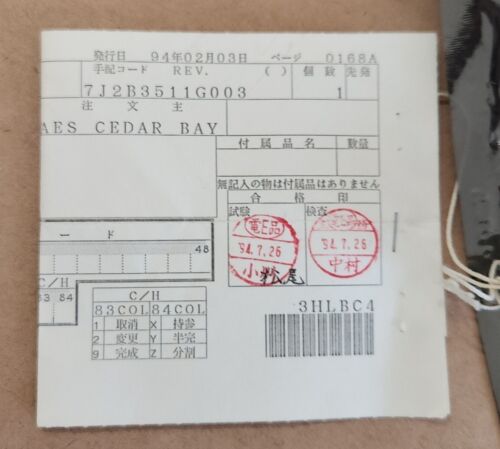 発行日 94年02月03日 ページ 0168A
手配コード REV. ( ) 個数 先発
7J2B3511G003 1
注文主
AES CEDAR BAY
付属品名 数量
無記入の物は付属品はありません
合格印
試験 検査
電E品
'94.7.26 '94.7.26
小松 中村
松尾
ード
48
83 84
C/H
C/H
83COL 84COL
1 取消 X 持参
2 変更 Y 半完
9 完成 Z 分割
3HLBC4